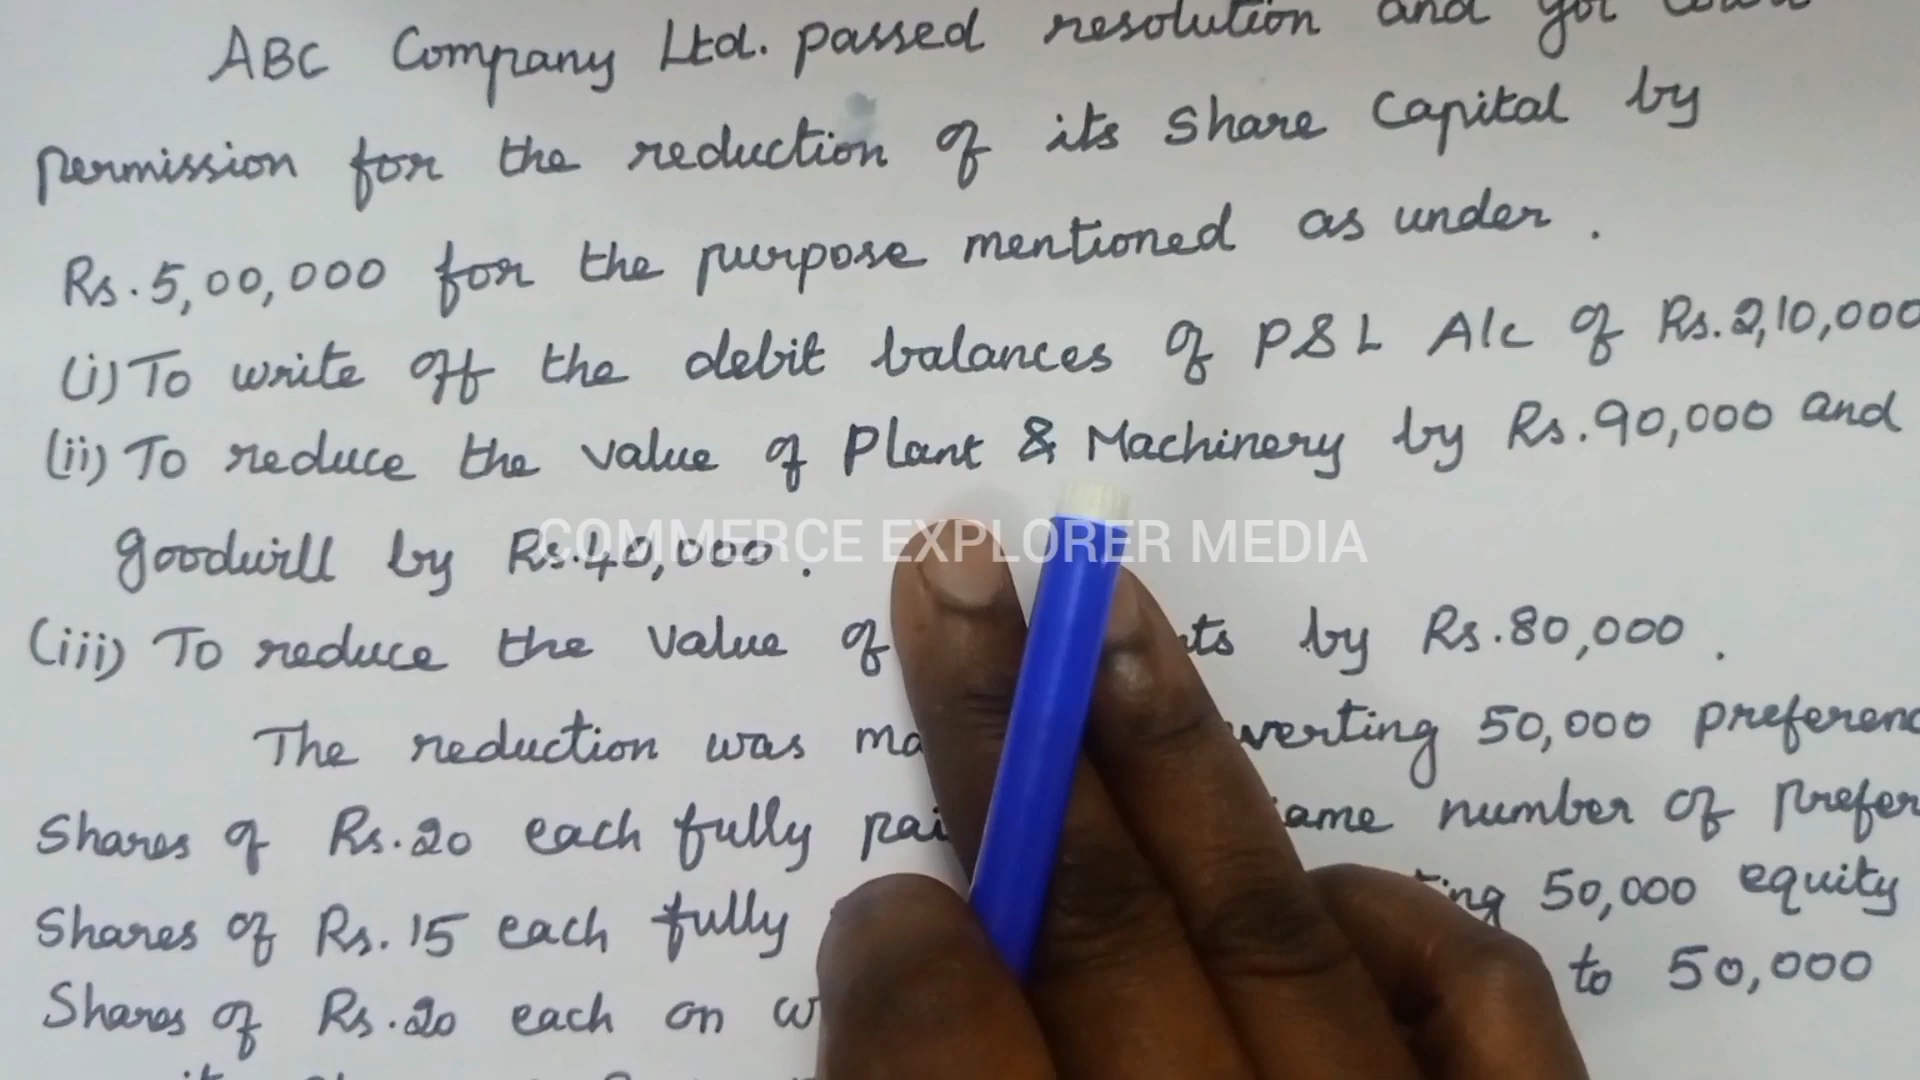 ABC Company Ltd. passed resolution and got
permission for the reduction of its Share Capital by
Rs.5,00,000 for the purpose mentioned as under.
(i) To write off the debit balances of P&L A/c of Rs.2,10,000
(ii) To reduce the value of Plant & Machinery by Rs.90,000 and
goodwill by Rs.40,000.
COMMERCE EXPLORER MEDIA
(iii) To reduce the value of by Rs.80,000.
The reduction was 50,000
Shares of Rs.20 each fully number of
Shares of Rs.15 each fully 50,000 equity
Shares of Rs.20 each on to 50,000